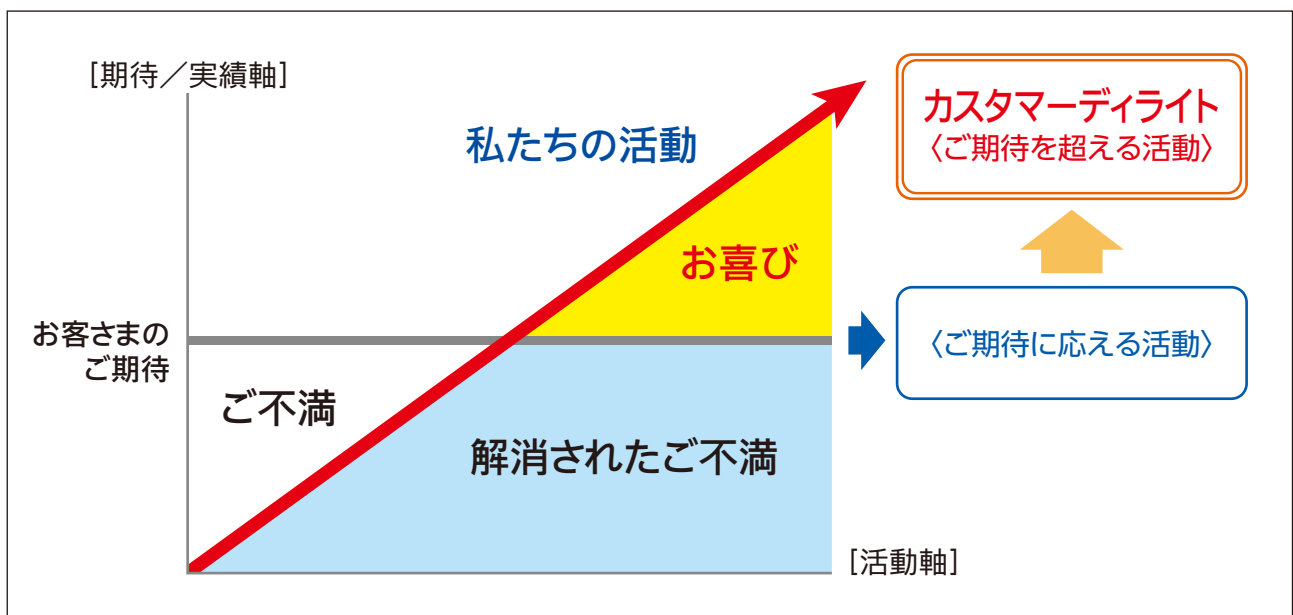 [期待／実績軸]
私たちの活動
お喜び
お客さまの
ご期待
ご不満
解消されたご不満
[活動軸]
カスタマーディライト
〈ご期待を超える活動〉
〈ご期待に応える活動〉